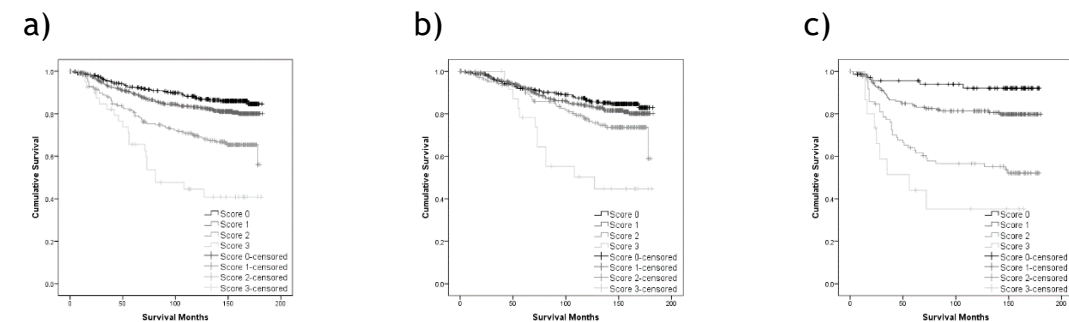 a)
b)
c)
1.0
0.8
0.6
0.4
0.2
0.0
Cumulative Survival
0
50
100
150
200
Survival Months
Score 0
Score 1
Score 2
Score 3
Score 0-censored
Score 1-censored
Score 2-censored
Score 3-censored
1.0
0.8
0.6
0.4
0.2
0.0
Cumulative Survival
0
50
100
150
200
Survival Months
Score 0
Score 1
Score 2
Score 3
Score 0-censored
Score 1-censored
Score 2-censored
Score 3-censored
1.0
0.8
0.6
0.4
0.2
0.0
Cumulative Survival
0
50
100
150
200
Survival Months
Score 0
Score 1
Score 2
Score 3
Score 0-censored
Score 1-censored
Score 2-censored
Score 3-censored